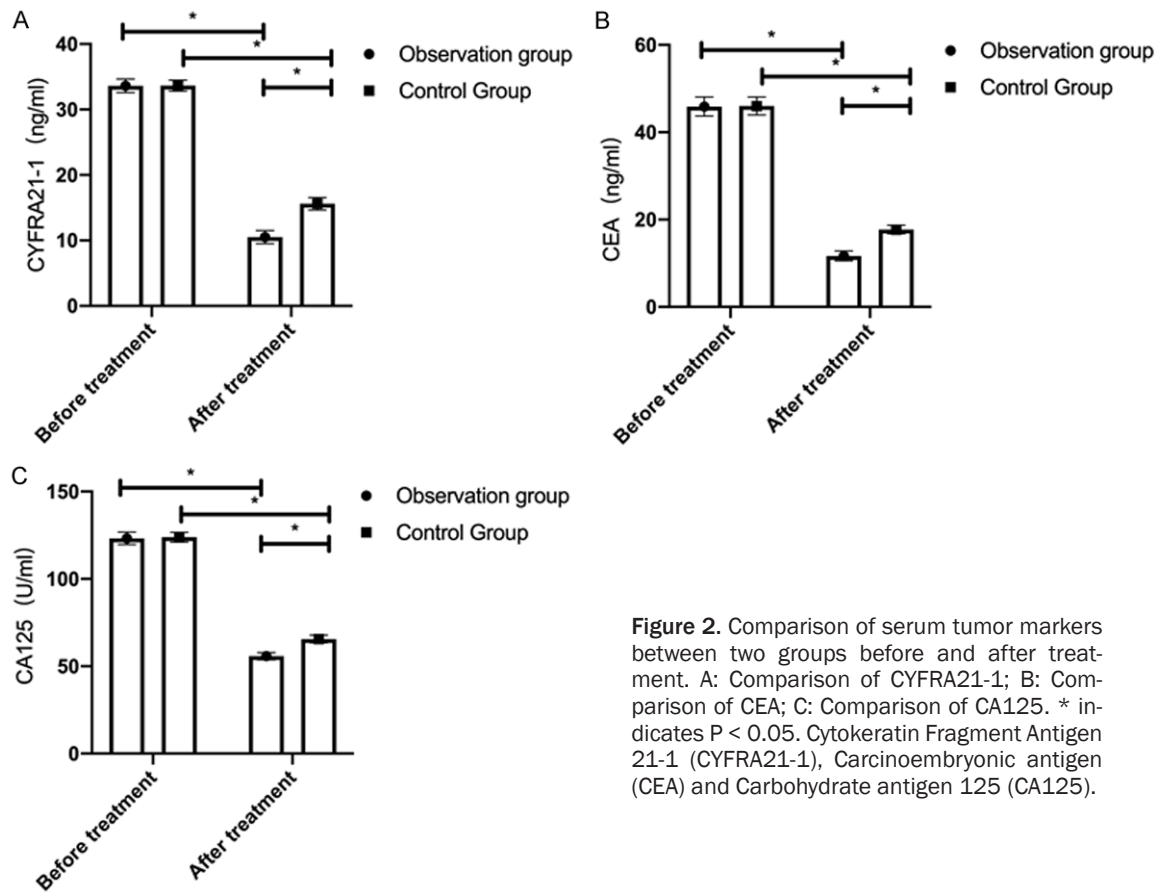 A
*
*
*
40
30
20
10
0
CYFRA21-1 (ng/ml)
Before treatment
After treatment
Observation group
Control Group
B
*
*
*
60
40
20
0
CEA (ng/ml)
Before treatment
After treatment
Observation group
Control Group
C
*
*
*
150
100
50
0
CA125 (U/ml)
Before treatment
After treatment
Observation group
Control Group
Figure 2. Comparison of serum tumor markers
between two groups before and after treat-
ment. A: Comparison of CYFRA21-1; B: Com-
parison of CEA; C: Comparison of CA125. * in-
dicates P < 0.05. Cytokeratin Fragment Antigen
21-1 (CYFRA21-1), Carcinoembryonic antigen
(CEA) and Carbohydrate antigen 125 (CA125).